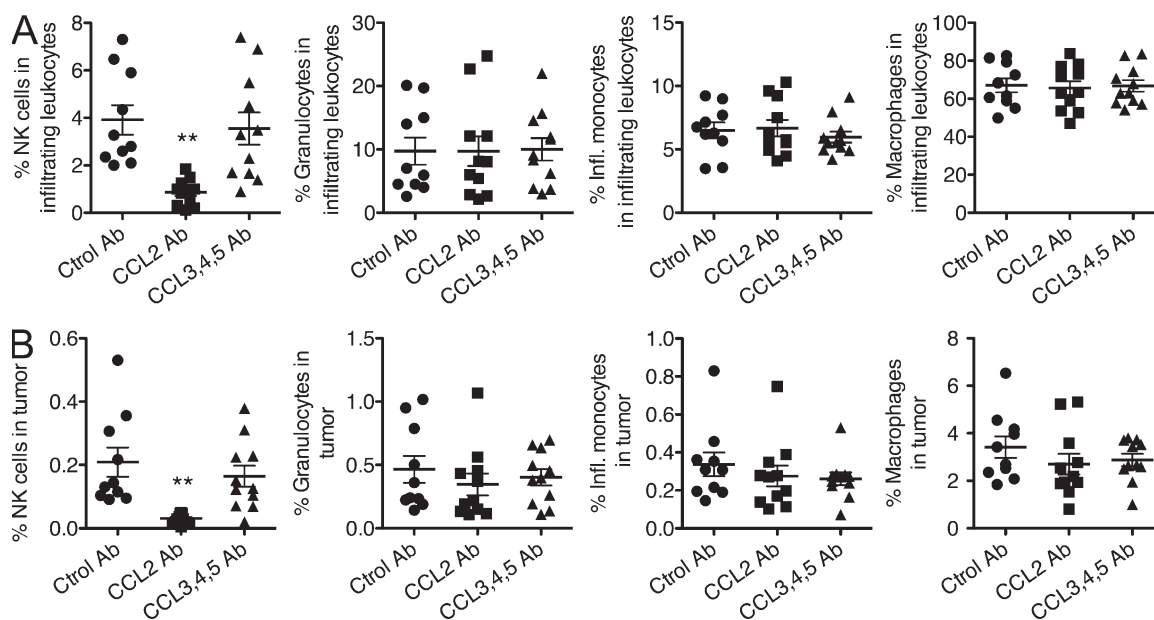 A
% NK cells in
infiltrating leukocytes
8
6
4
2
0
**
Ctrol Ab
CCL2 Ab
CCL3,4,5 Ab
% Granulocytes in
infiltrating leukocytes
30
20
10
0
Ctrol Ab
CCL2 Ab
CCL3,4,5 Ab
% Infl. monocytes
in infiltrating leukocytes
15
10
5
0
Ctrol Ab
CCL2 Ab
CCL3,4,5 Ab
% Macrophages in
infiltrating leukocytes
100
80
60
40
20
0
Ctrol Ab
CCL2 Ab
CCL3,4,5 Ab
B
% NK cells in tumor
0.6
0.4
0.2
0.0
**
Ctrol Ab
CCL2 Ab
CCL3,4,5 Ab
% Granulocytes in
tumor
1.5
1.0
0.5
0.0
Ctrol Ab
CCL2 Ab
CCL3,4,5 Ab
% Infl. monocytes
in tumor
1.0
0.8
0.6
0.4
0.2
0.0
Ctrol Ab
CCL2 Ab
CCL3,4,5 Ab
% Macrophages
in tumor
8
6
4
2
0
Ctrol Ab
CCL2 Ab
CCL3,4,5 Ab